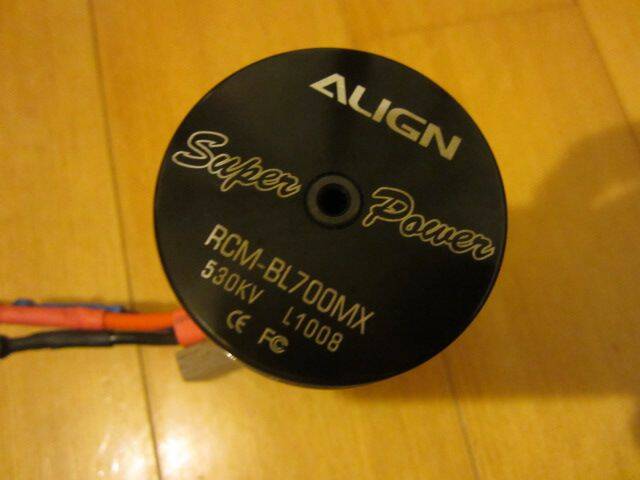 ALIGN
Super Power
RCM-BL700MX
530KV L1008
CE FC